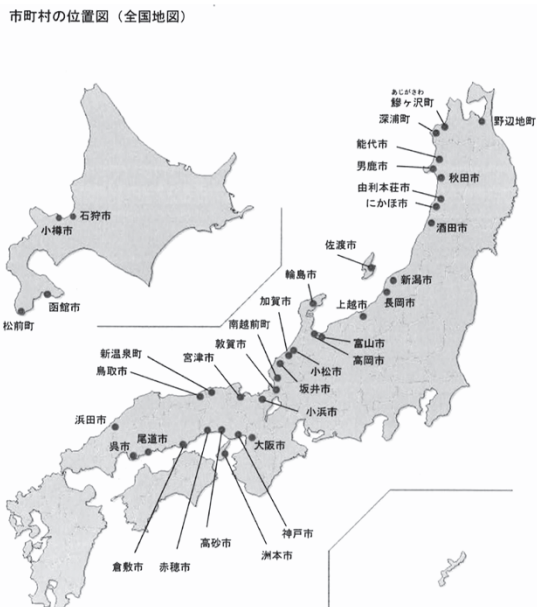 市町村の位置図（全国地図）
あじがさわ
鰺ヶ沢町
深浦町
野辺地町
能代市
男鹿市
秋田市
由利本荘市
にかほ市
酒田市
石狩市
小樽市
函館市
松前町
佐渡市
新潟市
長岡市
輪島市
上越市
加賀市
富山市
高岡市
南越前町
小松市
敦賀市
坂井市
新温泉町
宮津市
鳥取市
小浜市
浜田市
呉市
尾道市
大阪市
神戸市
高砂市
洲本市
倉敷市
赤穂市